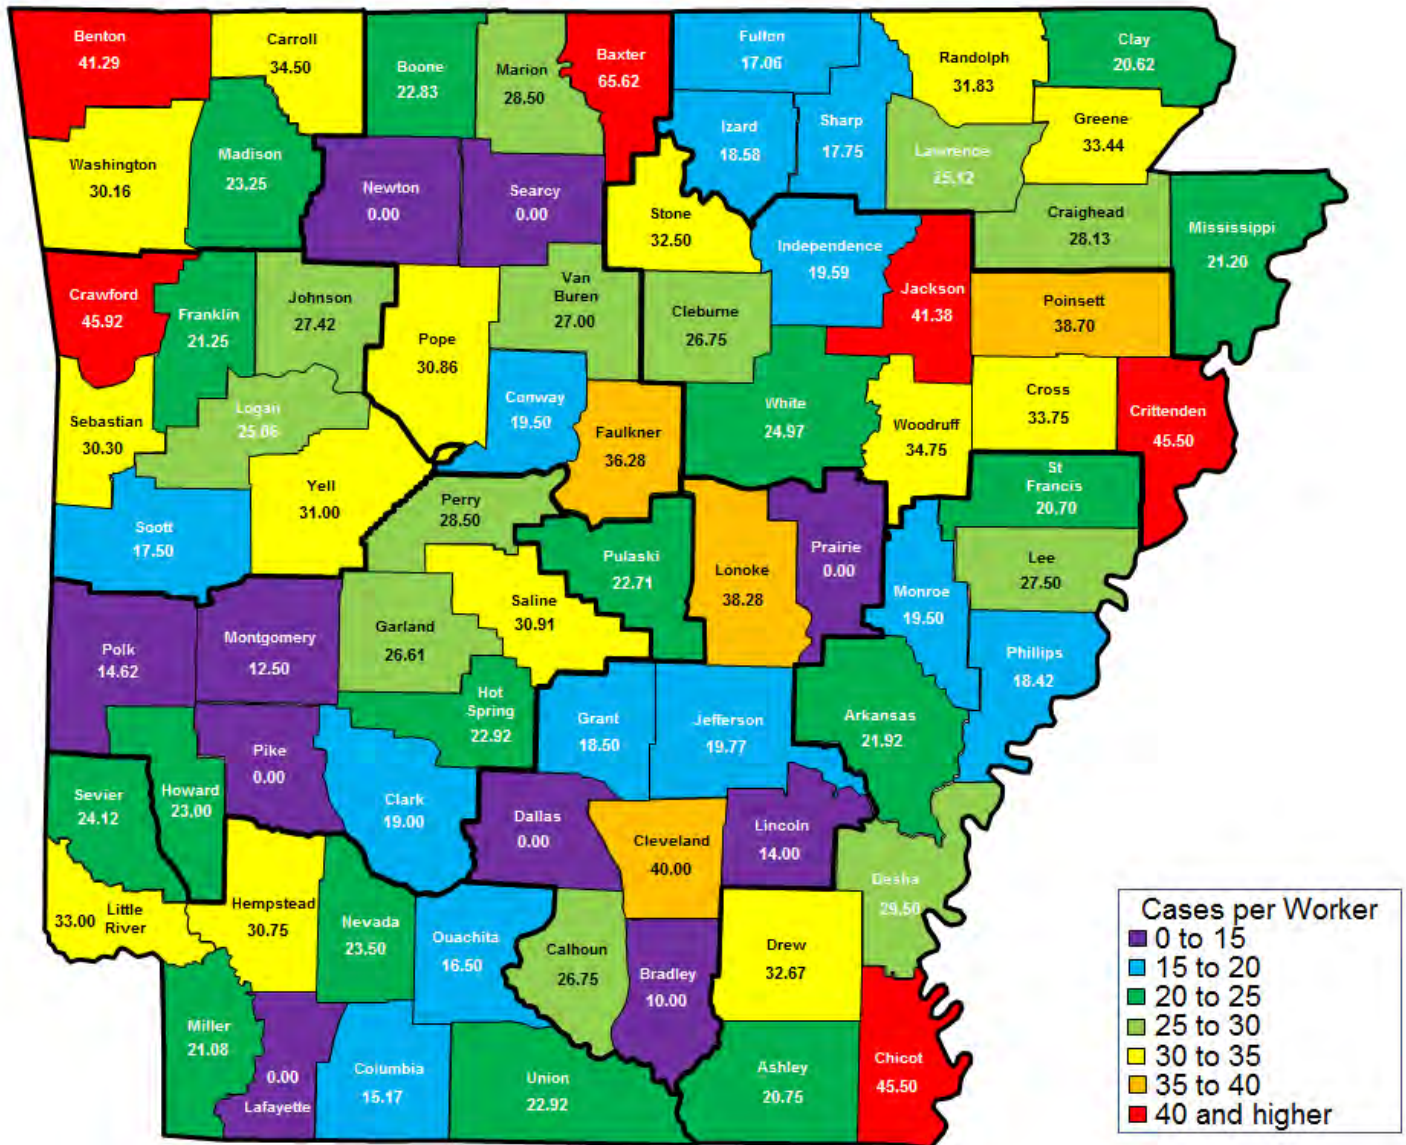 Benton
41.29
Carroll
34.50
Boone
22.83
Marion
28.50
Baxter
65.62
Fulton
17.06
Randolph
31.83
Clay
20.62
Washington
30.16
Madison
23.25
Newton
0.00
Searcy
0.00
Stone
32.50
Izard
18.58
Sharp
17.75
Lawrence
25.12
Greene
33.44
Craighead
28.13
Mississippi
21.20
Independence
19.59
Jackson
41.38
Poinsett
38.70
Crawford
45.92
Franklin
21.25
Johnson
27.42
Pope
30.86
Van
Buren
27.00
Cleburne
26.75
Sebastian
30.30
Logan
25.06
Conway
19.50
Faulkner
36.28
White
24.97
Woodruff
34.75
Cross
33.75
Crittenden
45.50
St
Francis
20.70
Scott
17.50
Yell
31.00
Perry
28.50
Pulaski
22.71
Lonoke
38.28
Prairie
0.00
Monroe
19.50
Lee
27.50
Phillips
18.42
Polk
14.62
Montgomery
12.50
Garland
26.61
Saline
30.91
Hot
Spring
22.92
Grant
18.50
Jefferson
19.77
Arkansas
21.92
Sevier
24.12
Howard
23.00
Pike
0.00
Clark
19.00
Dallas
0.00
Cleveland
40.00
Lincoln
14.00
Desha
29.50
33.00 Little
River
Hempstead
30.75
Nevada
23.50
Ouachita
16.50
Calhoun
26.75
Bradley
10.00
Drew
32.67
Miller
21.08
0.00
Lafayette
Columbia
15.17
Union
22.92
Ashley
20.75
Chicot
45.50
Cases per Worker
0 to 15
15 to 20
20 to 25
25 to 30
30 to 35
35 to 40
40 and higher